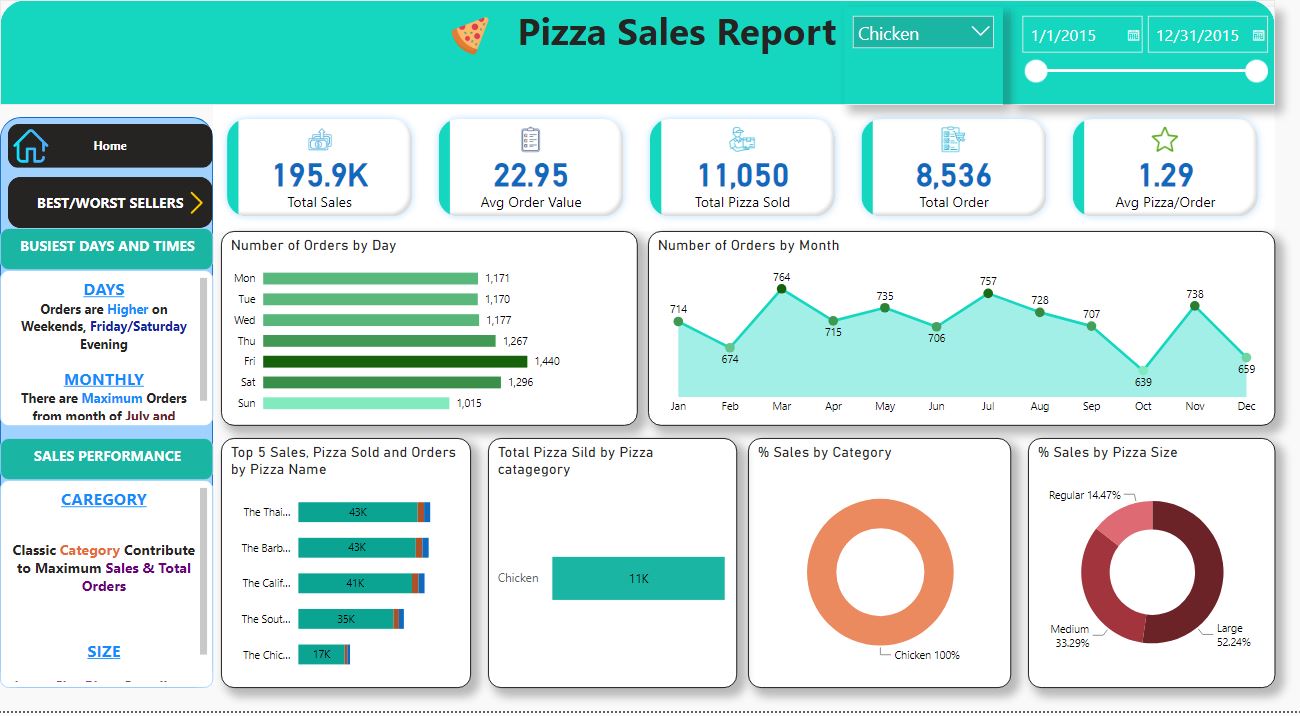 Pizza Sales Report
Chicken
1/1/2015
12/31/2015
Home
BEST/WORST SELLERS
BUSIEST DAYS AND TIMES
DAYS
Orders are Higher on
Weekends, Friday/Saturday
Evening
MONTHLY
There are Maximum Orders
from month of July and
SALES PERFORMANCE
CAREGORY
Classic Category Contribute
to Maximum Sales & Total
Orders
SIZE
195.9K
Total Sales
22.95
Avg Order Value
11,050
Total Pizza Sold
8,536
Total Order
1.29
Avg Pizza/Order
Number of Orders by Day
Mon 1,171
Tue 1,170
Wed 1,177
Thu 1,267
Fri 1,440
Sat 1,296
Sun 1,015
Number of Orders by Month
714
674
764
715
735
706
757
728
707
639
738
659
Jan Feb Mar Apr May Jun Jul Aug Sep Oct Nov Dec
Top 5 Sales, Pizza Sold and Orders
by Pizza Name
The Thai... 43K
The Barb... 43K
The Calif... 41K
The Sout... 35K
The Chic... 17K
Total Pizza Sild by Pizza
catagegory
Chicken 11K
% Sales by Category
Chicken 100%
% Sales by Pizza Size
Regular 14.47%
Medium
33.29%
Large
52.24%